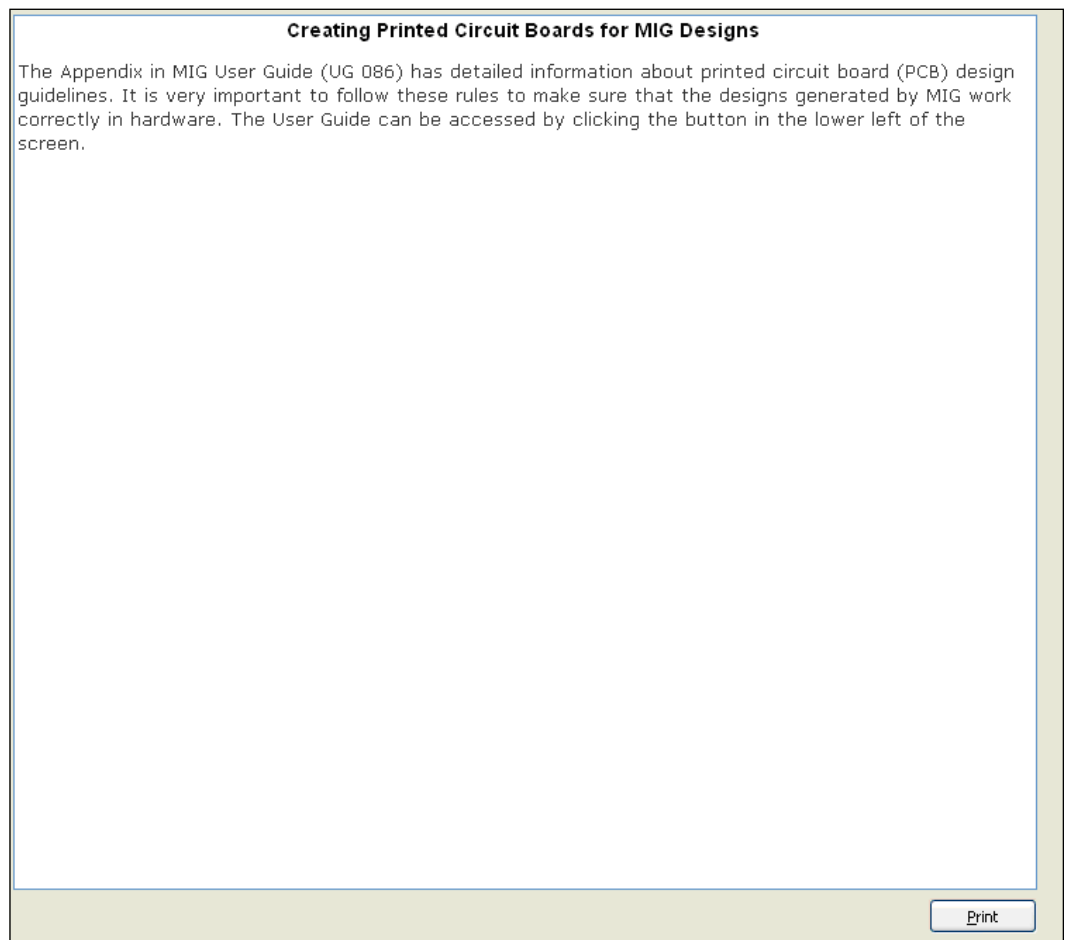 Creating Printed Circuit Boards for MIG Designs
The Appendix in MIG User Guide (UG 086) has detailed information about printed circuit board (PCB) design
guidelines. It is very important to follow these rules to make sure that the designs generated by MIG work
correctly in hardware. The User Guide can be accessed by clicking the button in the lower left of the
screen.
Print